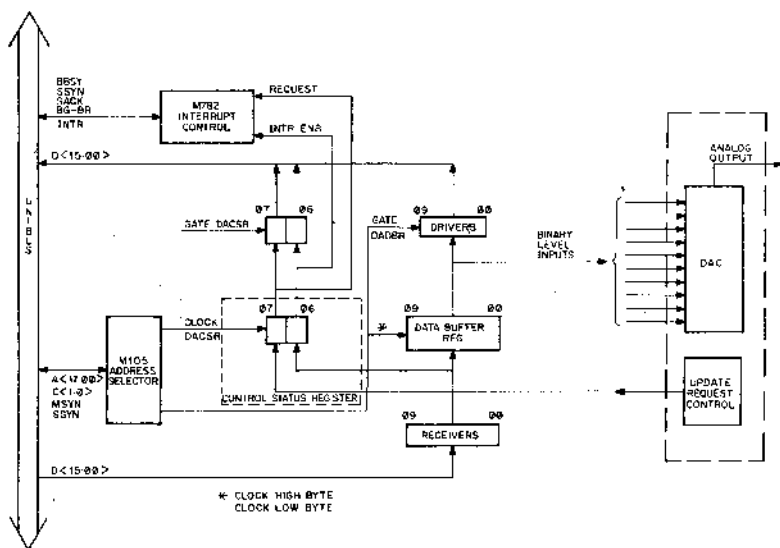 BBSY
SSYN
SACK
BG-BR
INTR
M782
INTERRUPT
CONTROL
REQUEST
INTR ENB
D<15-00>
UNIBUS
07 06
GATE DACSR
GATE
DADBR
09 00
DRIVERS
BINARY
LEVEL
INPUTS
ANALOG
OUTPUT
DAC
07 06
CLOCK
DACSR
*
09 00
DATA BUFFER
REG
M105
ADDRESS
SELECTOR
A<17-00>
C<1-0>
MSYN
SSYN
CONTROL STATUS REGISTER
UPDATE
REQUEST
CONTROL
09 00
RECEIVERS
D<15-00>
* CLOCK HIGH BYTE
CLOCK LOW BYTE